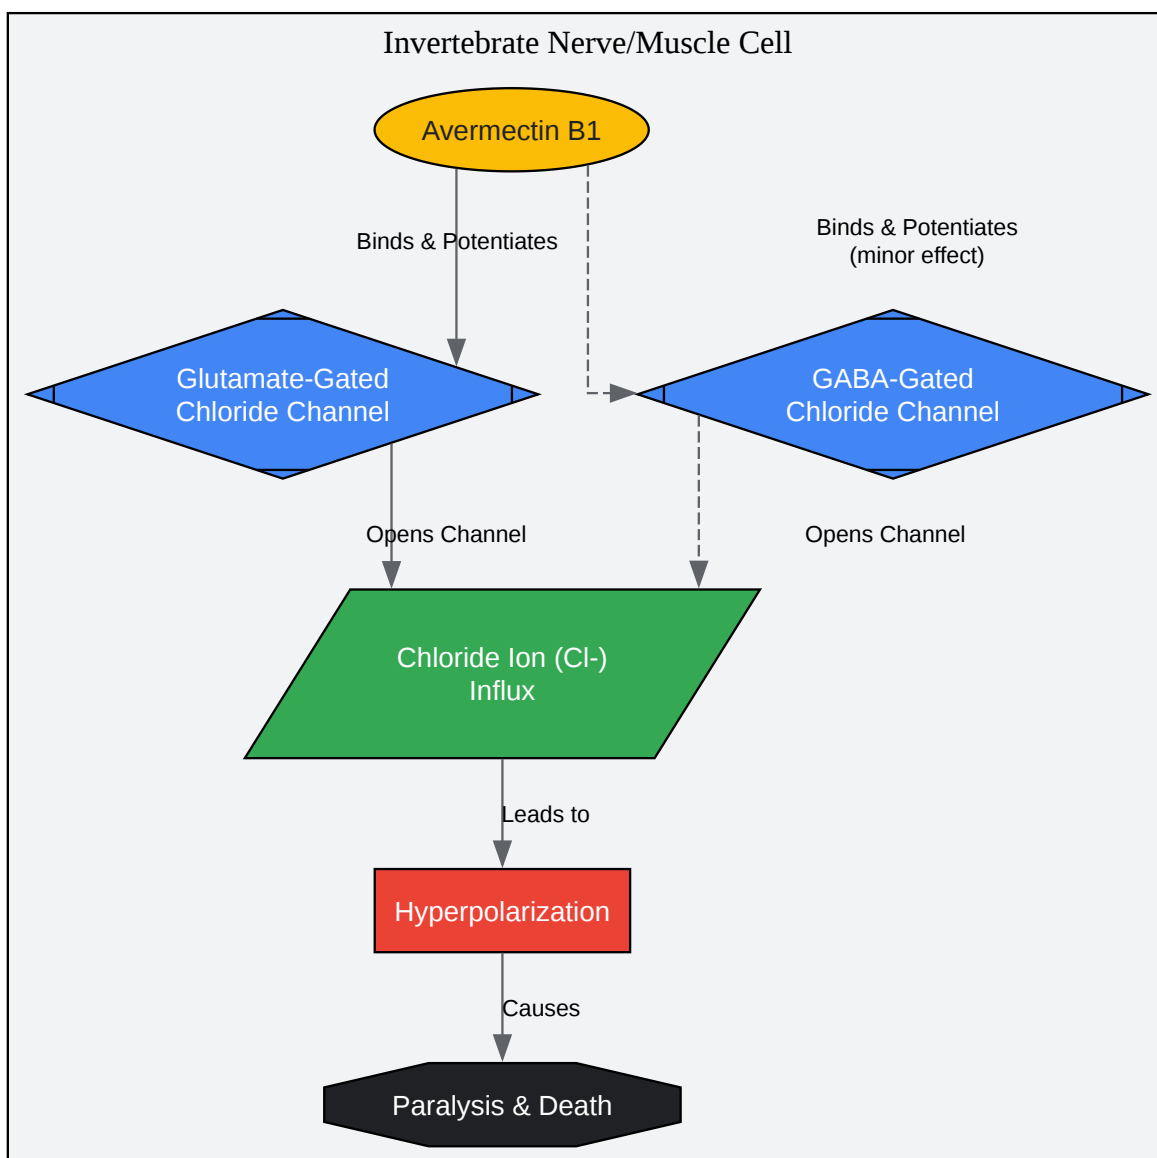 Invertebrate Nerve/Muscle Cell
Avermectin B1
Binds & Potentiates
Binds & Potentiates
(minor effect)
Glutamate-Gated
Chloride Channel
GABA-Gated
Chloride Channel
Opens Channel
Opens Channel
Chloride Ion (Cl-)
Influx
Leads to
Hyperpolarization
Causes
Paralysis & Death